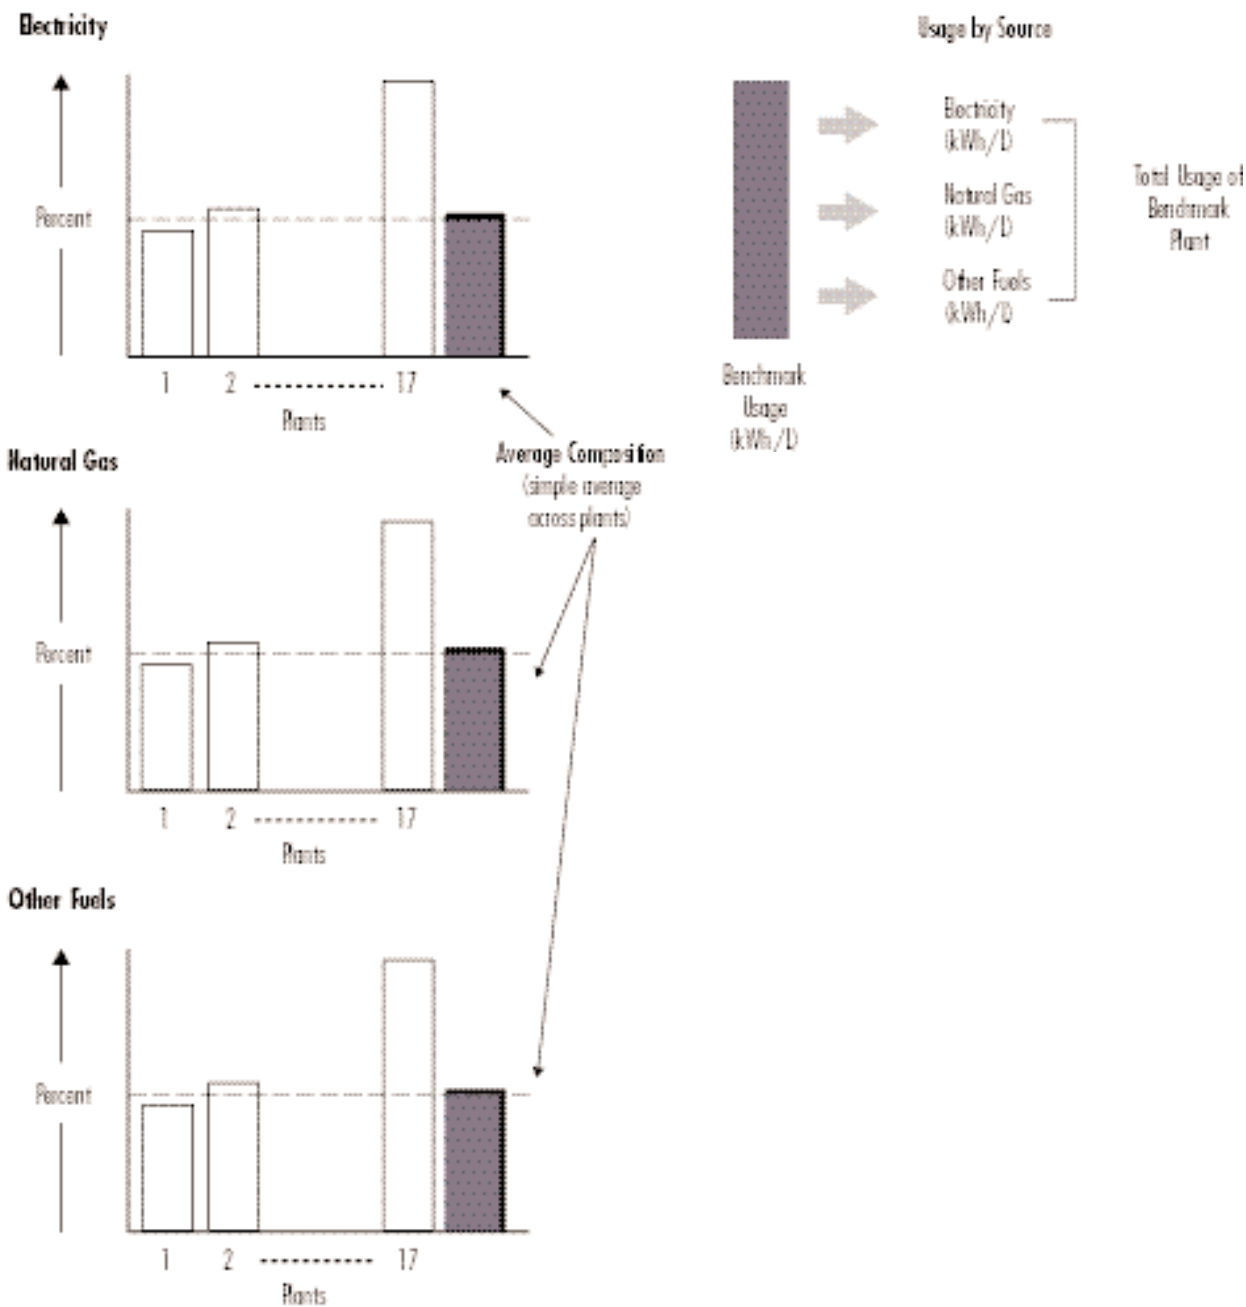 Electricity
Percent
1 2 17
Plants
Natural Gas
Percent
1 2 17
Plants
Other Fuels
Percent
1 2 17
Plants
Average Composition
(simple average
across plants)
Usage by Source
Benchmark
Usage
(kWh/L)
Electricity
(kWh/L)
Natural Gas
(kWh/L)
Other Fuels
(kWh/L)
Total Usage of
Benchmark
Plant